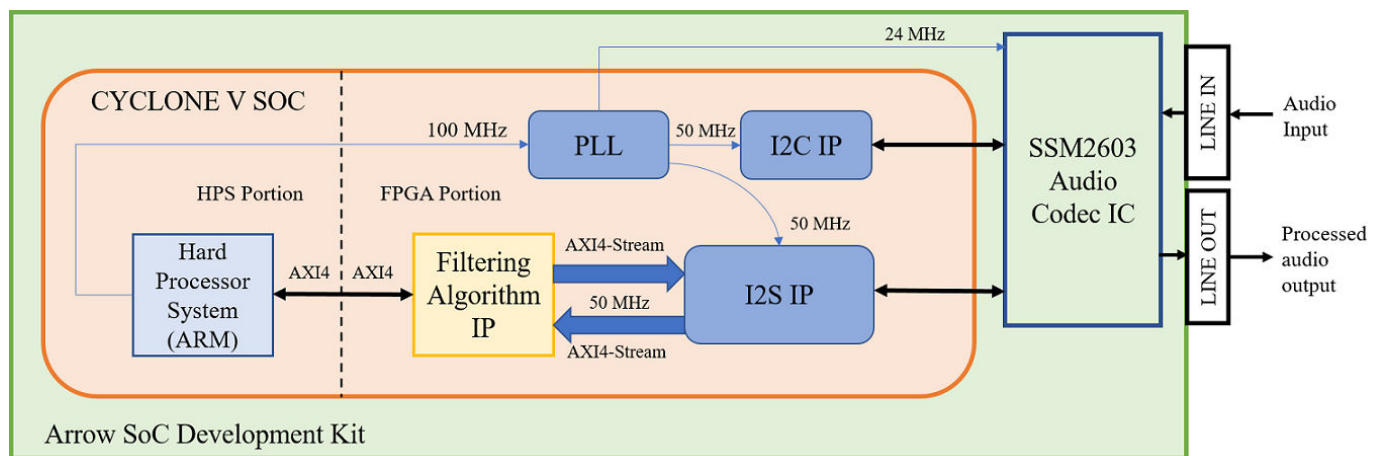 24 MHz
CYCLONE V SOC
100 MHz
PLL
50 MHz
I2C IP
SSM2603
Audio
Codec IC
LINE IN
Audio
Input
HPS Portion
FPGA Portion
50 MHz
Hard
Processor
System
(ARM)
AXI4
AXI4
Filtering
Algorithm
IP
AXI4-Stream
50 MHz
AXI4-Stream
I2S IP
LINE OUT
Processed
audio
output
Arrow SoC Development Kit